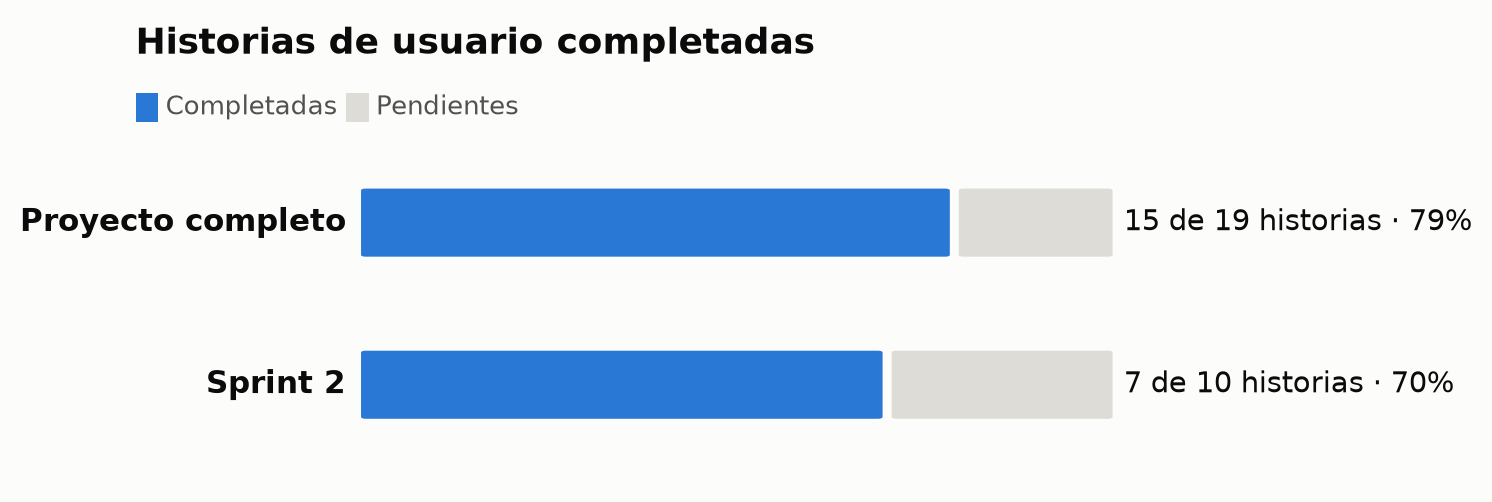 Historias de usuario completadas
Completadas Pendientes
Proyecto completo 15 de 19 historias · 79%
Sprint 2 7 de 10 historias · 70%